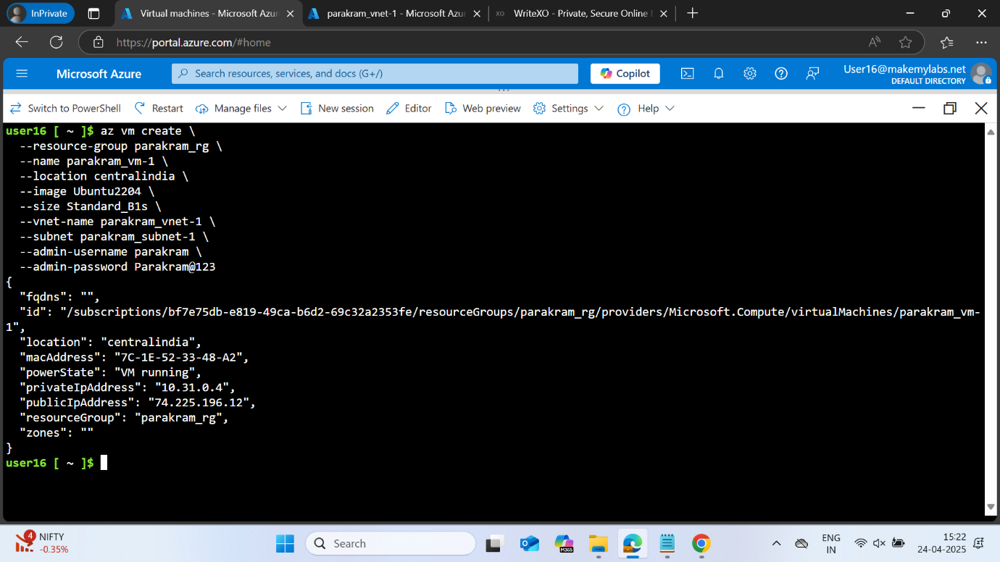 InPrivate
Virtual machines - Microsoft Azur
parakram_vnet-1 - Microsoft Azur
XO WriteXO - Private, Secure Online
https://portal.azure.com/#home
Microsoft Azure
Search resources, services, and docs (G+/)
Copilot
User16@makemylabs.net
DEFAULT DIRECTORY
Switch to PowerShell
Restart
Manage files
New session
Editor
Web preview
Settings
Help
user16 [ ~ ]$ az vm create \
--resource-group parakram_rg \
--name parakram_vm-1 \
--location centralindia \
--image Ubuntu2204 \
--size Standard_B1s \
--vnet-name parakram_vnet-1 \
--subnet parakram_subnet-1 \
--admin-username parakram \
--admin-password Parakram@123
{
"fqdns": "",
"id": "/subscriptions/bf7e75db-e819-49ca-b6d2-69c32a2353fe/resourceGroups/parakram_rg/providers/Microsoft.Compute/virtualMachines/parakram_vm-
1",
"location": "centralindia",
"macAddress": "7C-1E-52-33-48-A2",
"powerState": "VM running",
"privateIpAddress": "10.31.0.4",
"publicIpAddress": "74.225.196.12",
"resourceGroup": "parakram_rg",
"zones": ""
}
user16 [ ~ ]$
4
NIFTY
-0.35%
Search
M365
ENG
IN
15:22
24-04-2025